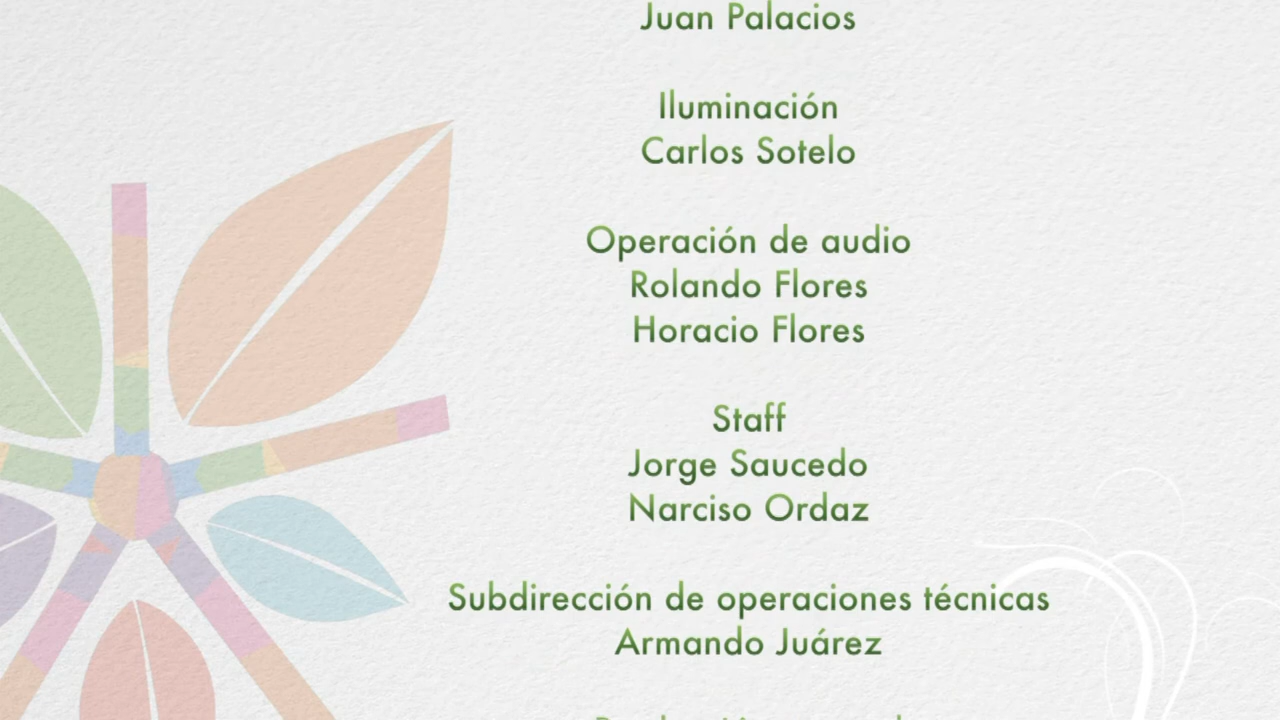 Juan Palacios
Iluminación
Carlos Sotelo
Operación de audio
Rolando Flores
Horacio Flores
Staff
Jorge Saucedo
Narciso Ordaz
Subdirección de operaciones técnicas
Armando Juárez